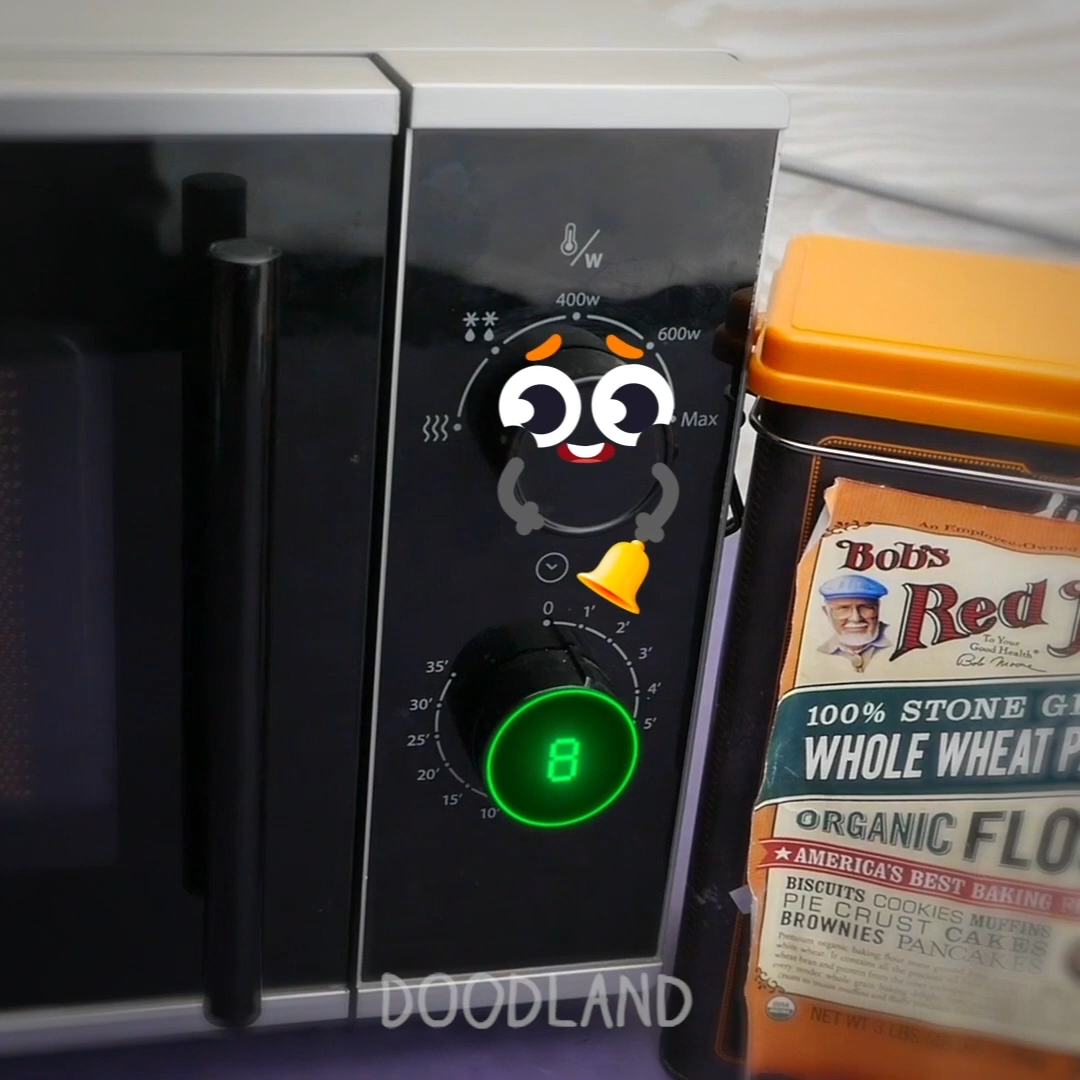 W
400w
600w
Max
0
1'
2'
3'
4'
5'
10'
15'
20'
25'
30'
35'
8
An Employee-Owned
Bob's
Red
To Your
Good Health®
Bob Moore
100% STONE
WHOLE WHEAT
ORGANIC
AMERICA'S BEST BAKING
BISCUITS COOKIES MUFFINS
PIE CRUST CAKES
BROWNIES PANCAKES
NET WT 3 LBS
DOODLAND